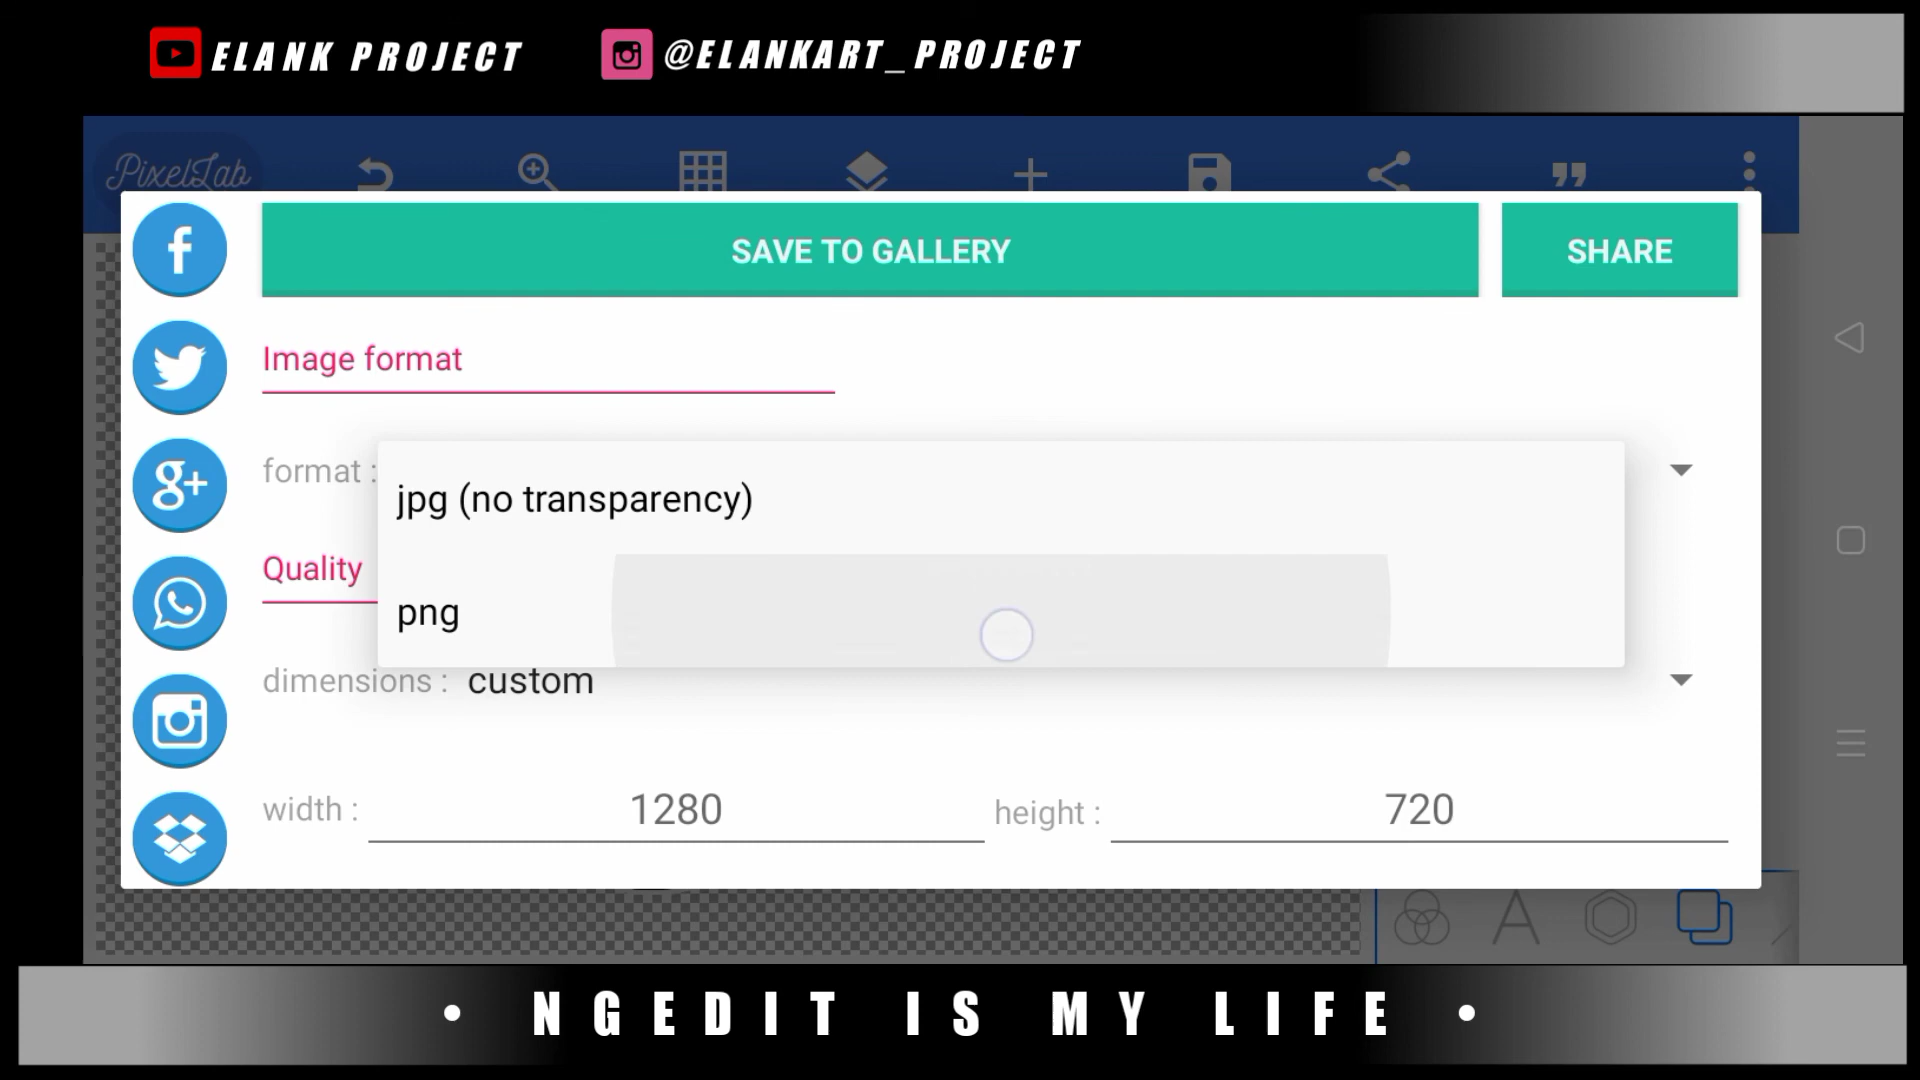 ELANK PROJECT
@ELANKART_PROJECT
PixelLab
SAVE TO GALLERY
SHARE
Image format
format :
jpg (no transparency)
Quality
png
dimensions : custom
width : 1280 height : 720
• NGEDIT IS MY LIFE •